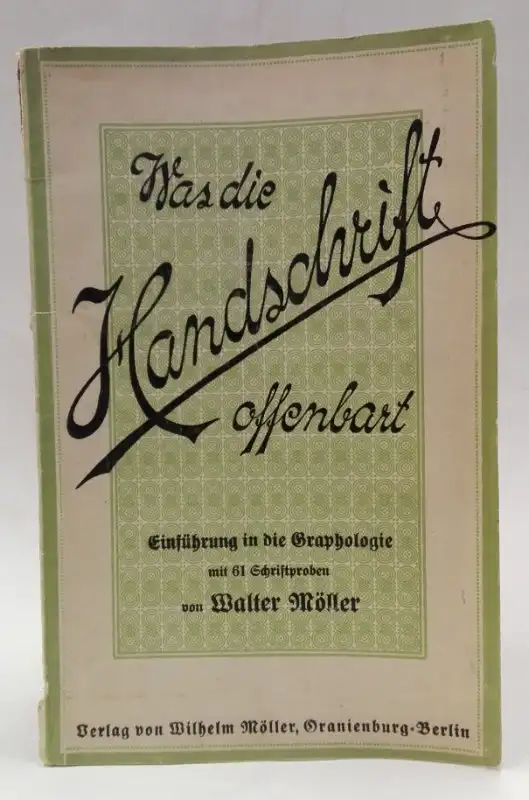 Was die
Handschrift
offenbart
Einführung in die Graphologie
mit 61 Schriftproben
von Walter Möller
Verlag von Wilhelm Möller, Oranienburg-Berlin